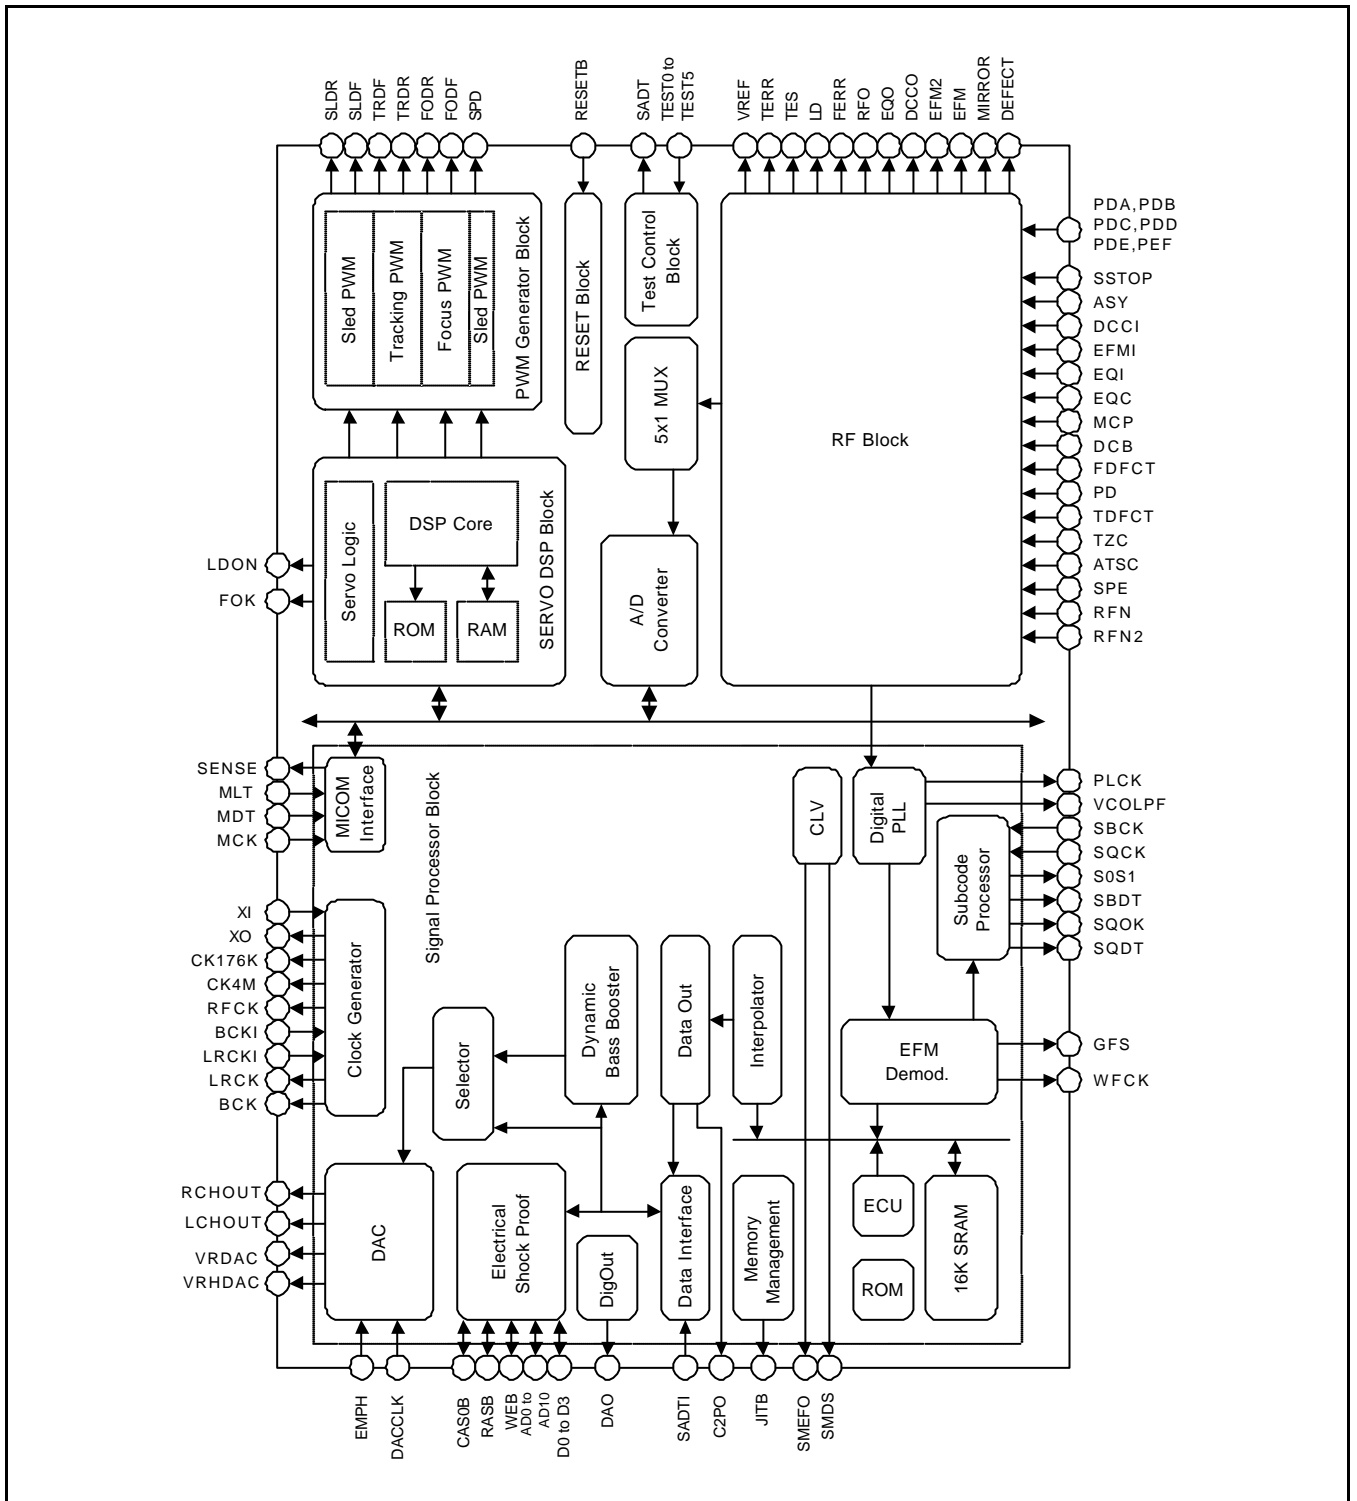 SLDR
SLDF
TRDF
TRDR
FODR
FODF
SPD
RESETB
SADT
TEST0 to
TEST5
VREF
TERR
TES
LD
FERR
RFO
EQO
DCCO
EFM2
EFM
MIRROR
DEFECT
Sled PWM
Tracking PWM
Focus PWM
Sled PWM
PWM Generator Block
RESET Block
Test Control
Block
5x1 MUX
RF Block
PDA,PDB
PDC,PDD
PDE,PEF
SSTOP
ASY
DCCI
EFMI
EQI
EQC
MCP
DCB
FDFCT
PD
TDFCT
TZC
ATSC
SPE
RFN
RFN2
LDON
FOK
Servo Logic
DSP Core
ROM
RAM
SERVO DSP Block
A/D
Converter
SENSE
MLT
MDT
MCK
MICOM
Interface
Signal Processor Block
CLV
Digital
PLL
Subcode
Processor
PLCK
VCOLPF
SBCK
SQCK
S0S1
SBDT
SQOK
SQDT
XI
XO
CK176K
CK4M
RFCK
BCKI
LRCKI
LRCK
BCK
Clock Generator
Selector
Dynamic
Bass Booster
Data Out
Interpolator
EFM
Demod.
GFS
WFCK
RCHOUT
LCHOUT
VRDAC
VRHDAC
DAC
Electrical
Shock Proof
DigOut
Data Interface
Memory
Management
ECU
ROM
16K SRAM
EMPH
DACCLK
CAS0B
RASB
WEB
AD0 to
AD10
D0 to D3
DAO
SADTI
C2PO
JITB
SMEFO
SMDS